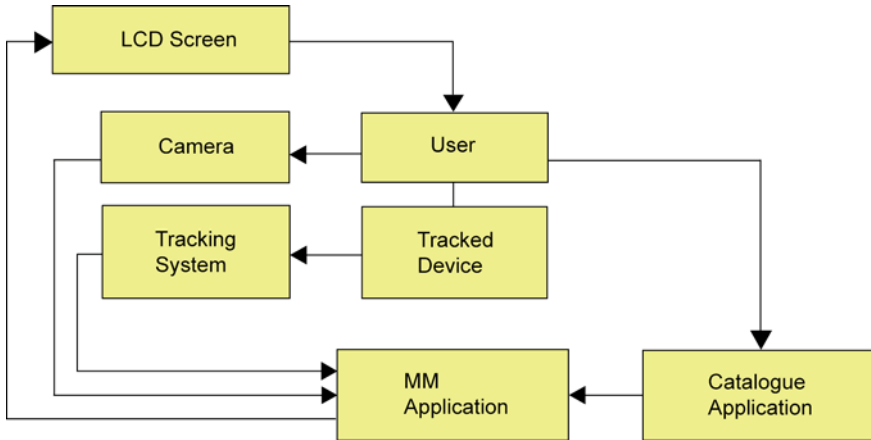 LCD Screen
Camera
User
Tracking
System
Tracked
Device
MM
Application
Catalogue
Application